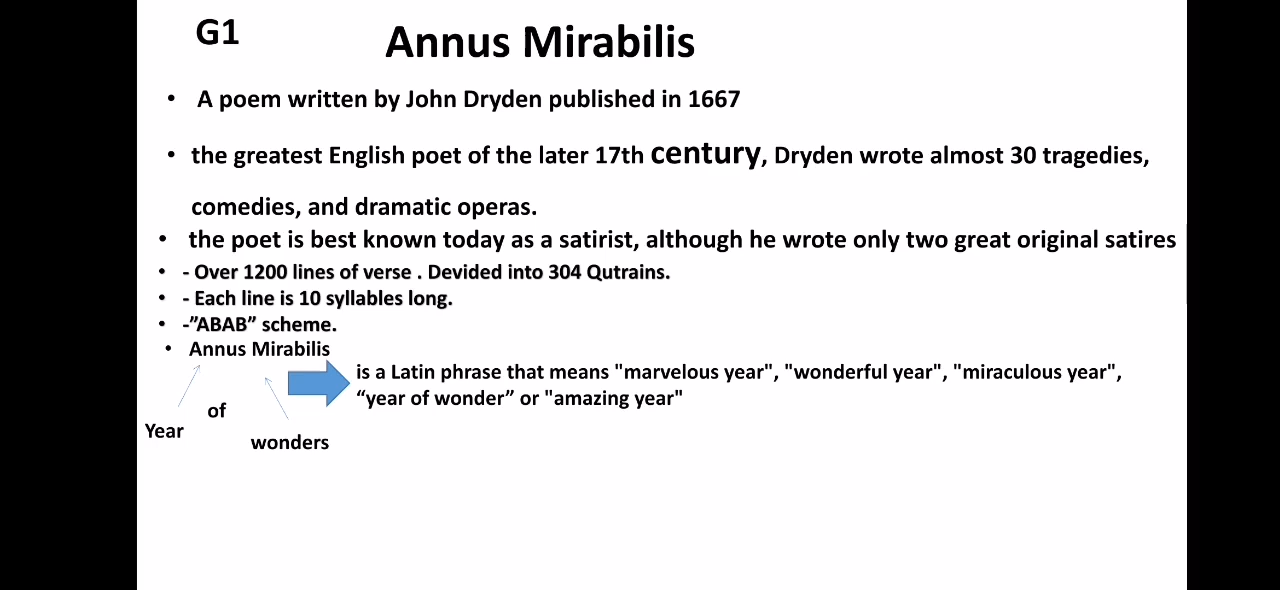 G1
Annus Mirabilis
• A poem written by John Dryden published in 1667
• the greatest English poet of the later 17th century, Dryden wrote almost 30 tragedies,
comedies, and dramatic operas.
• the poet is best known today as a satirist, although he wrote only two great original satires
• - Over 1200 lines of verse . Devided into 304 Qutrains.
• - Each line is 10 syllables long.
• -”ABAB” scheme.
• Annus Mirabilis
is a Latin phrase that means "marvelous year", "wonderful year", "miraculous year",
“year of wonder” or "amazing year"
of
Year
wonders